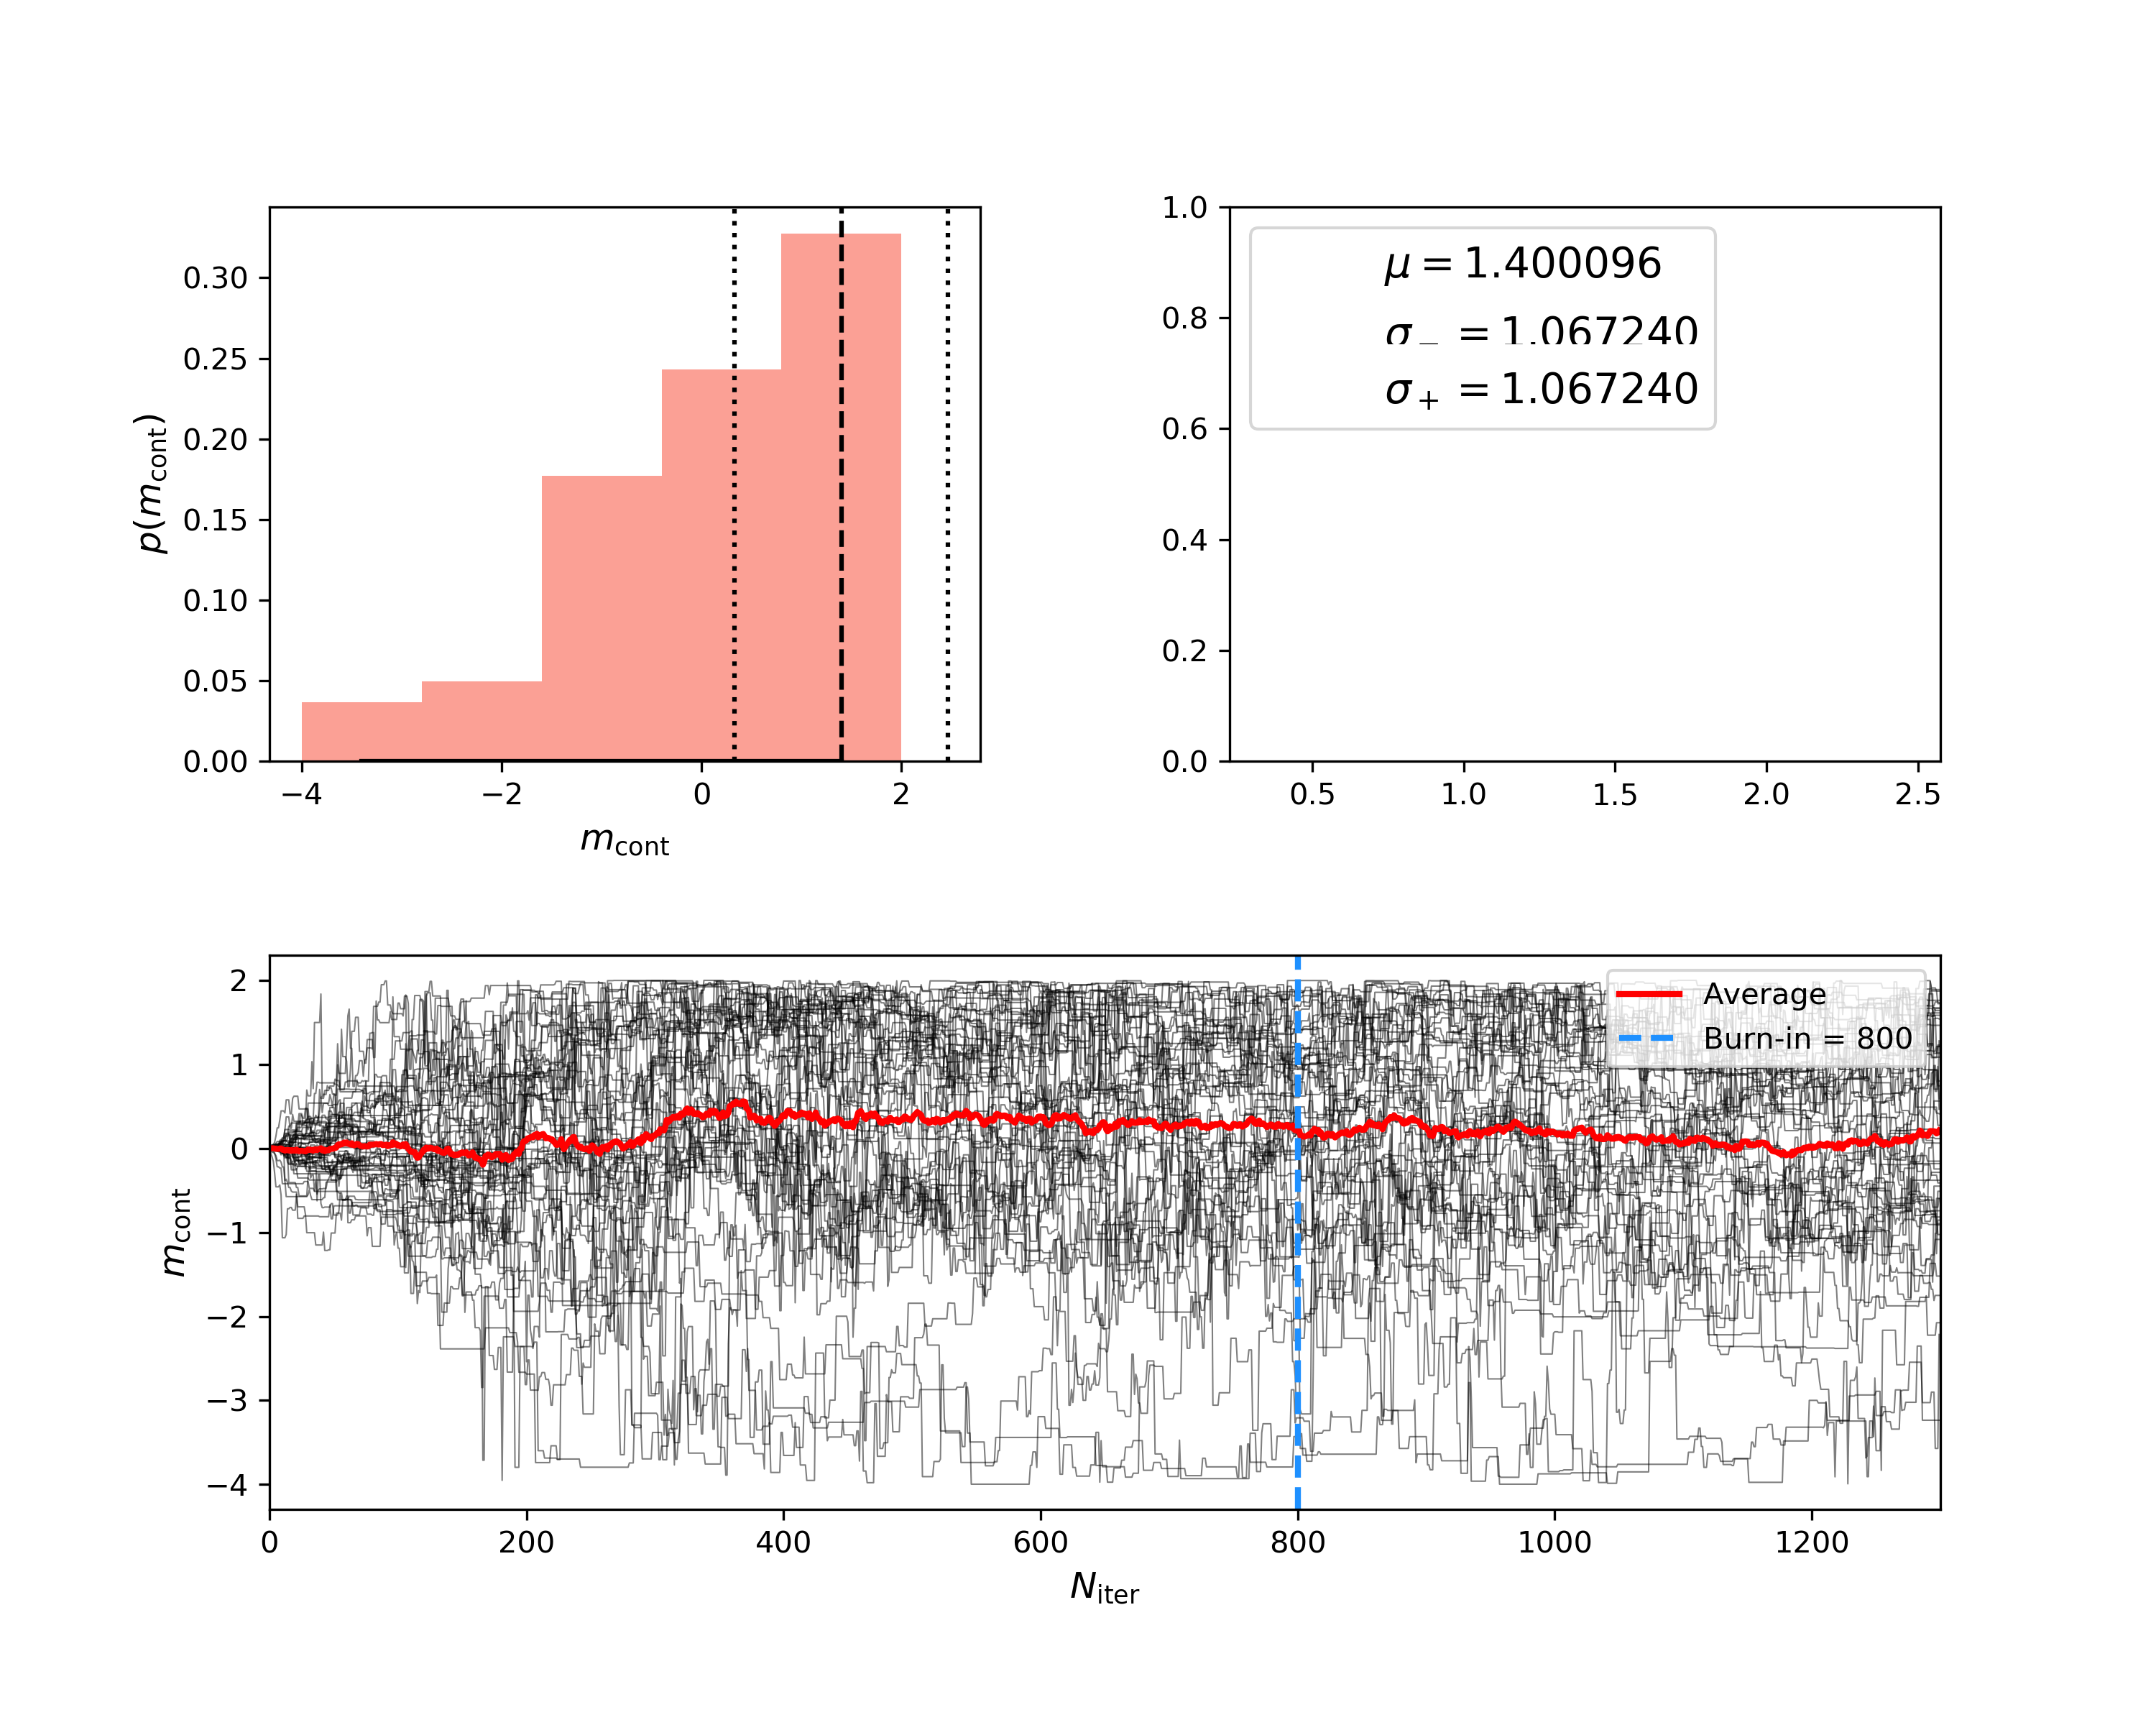 0.30
0.25
0.20
0.15
0.10
0.05
0.00
p(m_cont)
−4 −2 0 2
m_cont
1.0
0.8
0.6
0.4
0.2
0.0
μ = 1.400096
σ_− = 1.067240
σ_+ = 1.067240
0.5 1.0 1.5 2.0 2.5
2
1
0
−1
−2
−3
−4
m_cont
Average
Burn-in = 800
0 200 400 600 800 1000 1200
N_iter